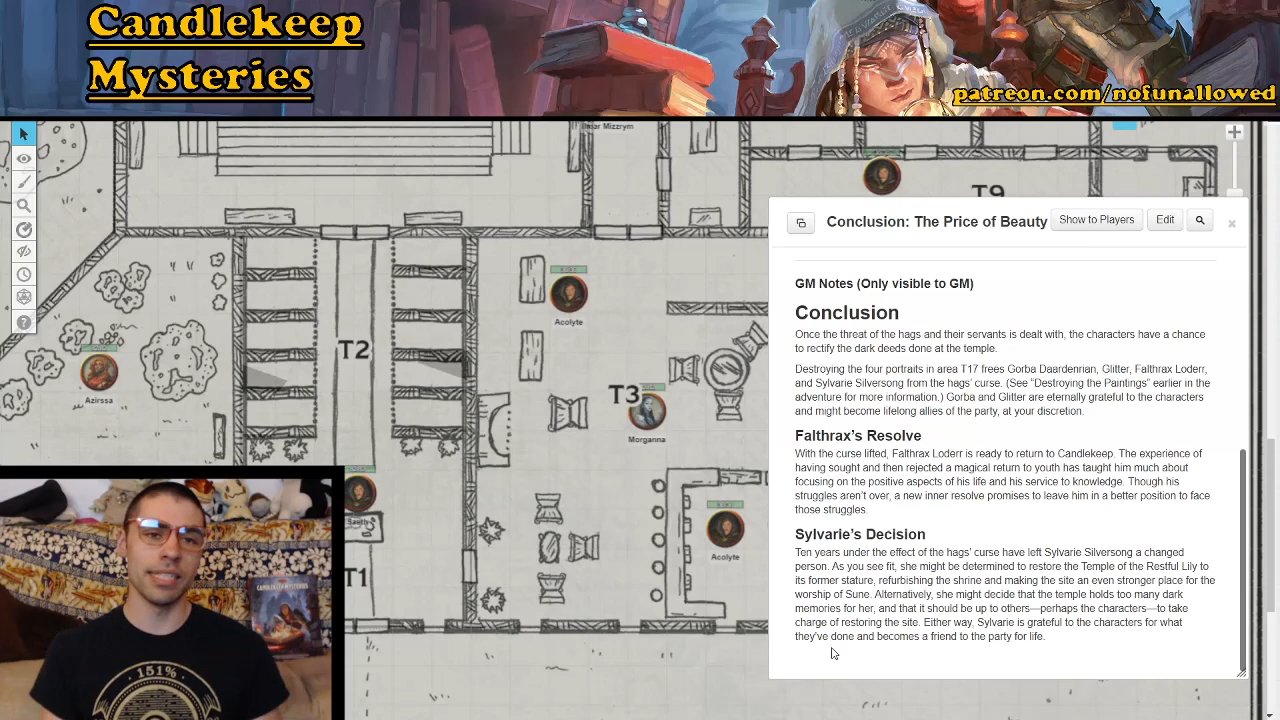 Candlekeep
Mysteries
patreon.com/nofunallowed
Ilmar Mizzrym
T9
T2
Acolyte
T3
Azirssa
Morganna
Acolyte
T1
Conclusion: The Price of Beauty
Show to Players
Edit
GM Notes (Only visible to GM)
Conclusion
Once the threat of the hags and their servants is dealt with, the characters have a chance
to rectify the dark deeds done at the temple.
Destroying the four portraits in area T17 frees Gorba Daardenrian, Glitter, Falthrax Loderr,
and Sylvarie Silversong from the hags' curse. (See "Destroying the Paintings" earlier in the
adventure for more information.) Gorba and Glitter are eternally grateful to the characters
and might become lifelong allies of the party, at your discretion.
Falthrax's Resolve
With the curse lifted, Falthrax Loderr is ready to return to Candlekeep. The experience of
having sought and then rejected a magical return to youth has taught him much about
focusing on the positive aspects of his life and his service to knowledge. Though his
struggles aren't over, a new inner resolve promises to leave him in a better position to face
those struggles.
Sylvarie's Decision
Ten years under the effect of the hags' curse have left Sylvarie Silversong a changed
person. As you see fit, she might be determined to restore the Temple of the Restful Lily to
its former stature, refurbishing the shrine and making the site an even stronger place for the
worship of Sune. Alternatively, she might decide that the temple holds too many dark
memories for her, and that it should be up to others—perhaps the characters—to take
charge of restoring the site. Either way, Sylvarie is grateful to the characters for what
they've done and becomes a friend to the party for life.
151%